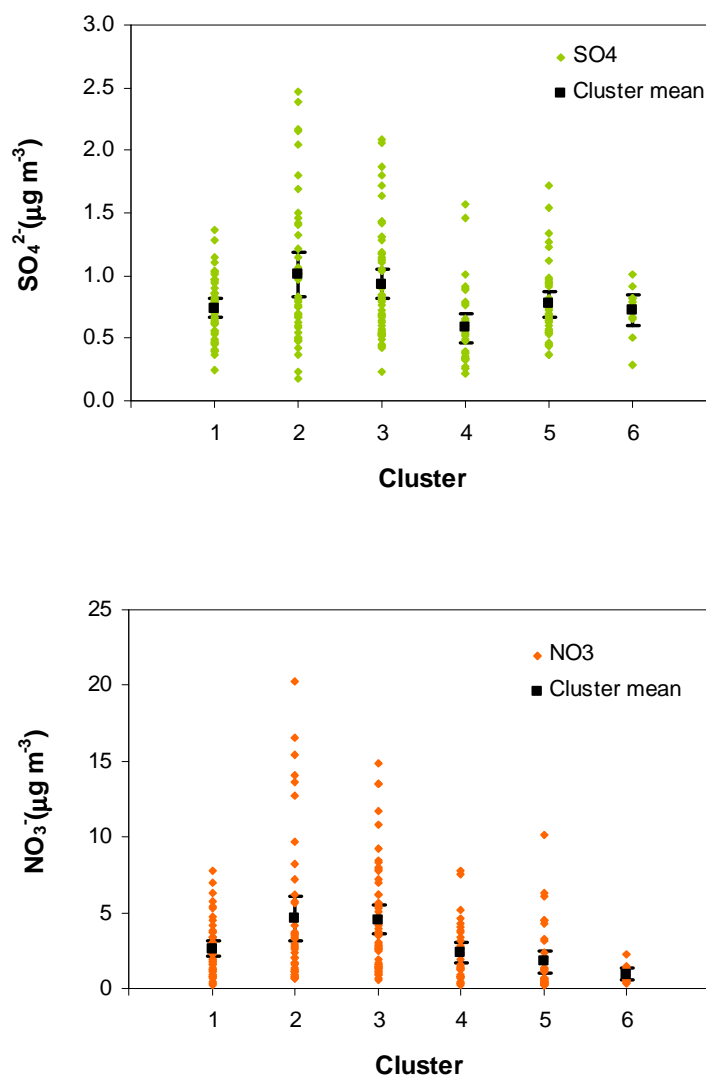 3.0
2.5
2.0
1.5
1.0
0.5
0.0
SO₄²⁻(μg m⁻³)
SO4
Cluster mean
1 2 3 4 5 6
Cluster
25
20
15
10
5
0
NO₃⁻(μg m⁻³)
NO3
Cluster mean
1 2 3 4 5 6
Cluster